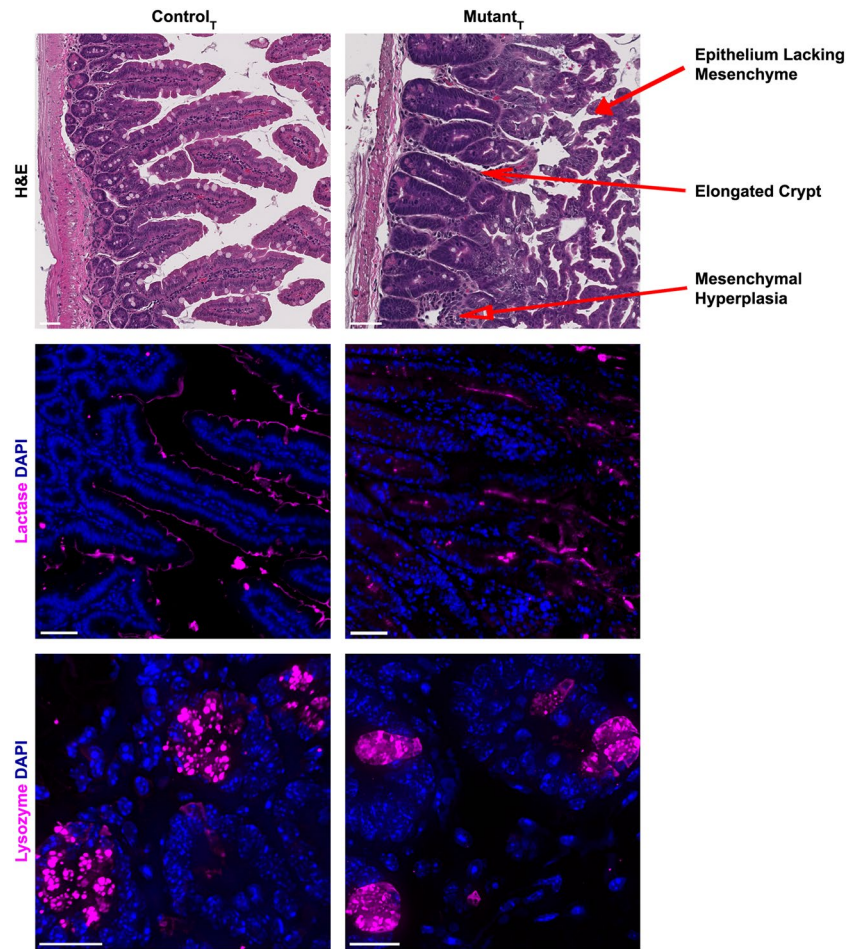 Control_T
Mutant_T
H&E
Epithelium Lacking
Mesenchyme
Elongated Crypt
Mesenchymal
Hyperplasia
Lactase DAPI
Lysozyme DAPI